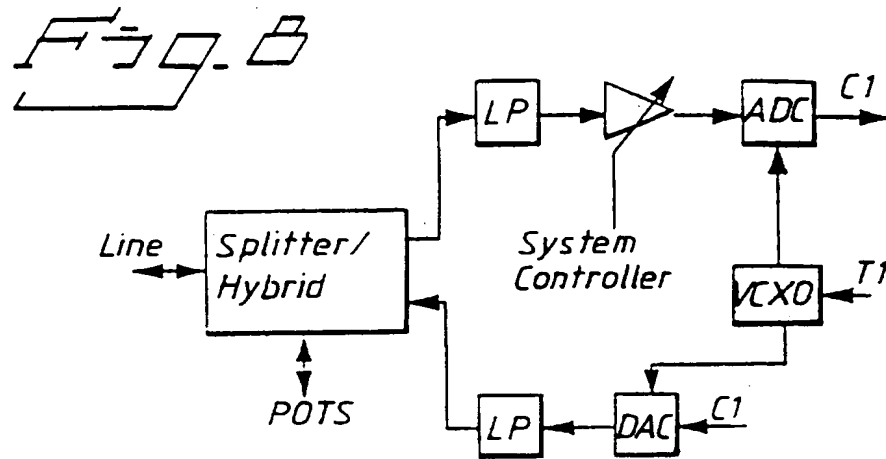 Fig. 8
LP
ADC
C1
Line
Splitter/
Hybrid
System
Controller
VCXO
T1
POTS
LP
DAC
C1